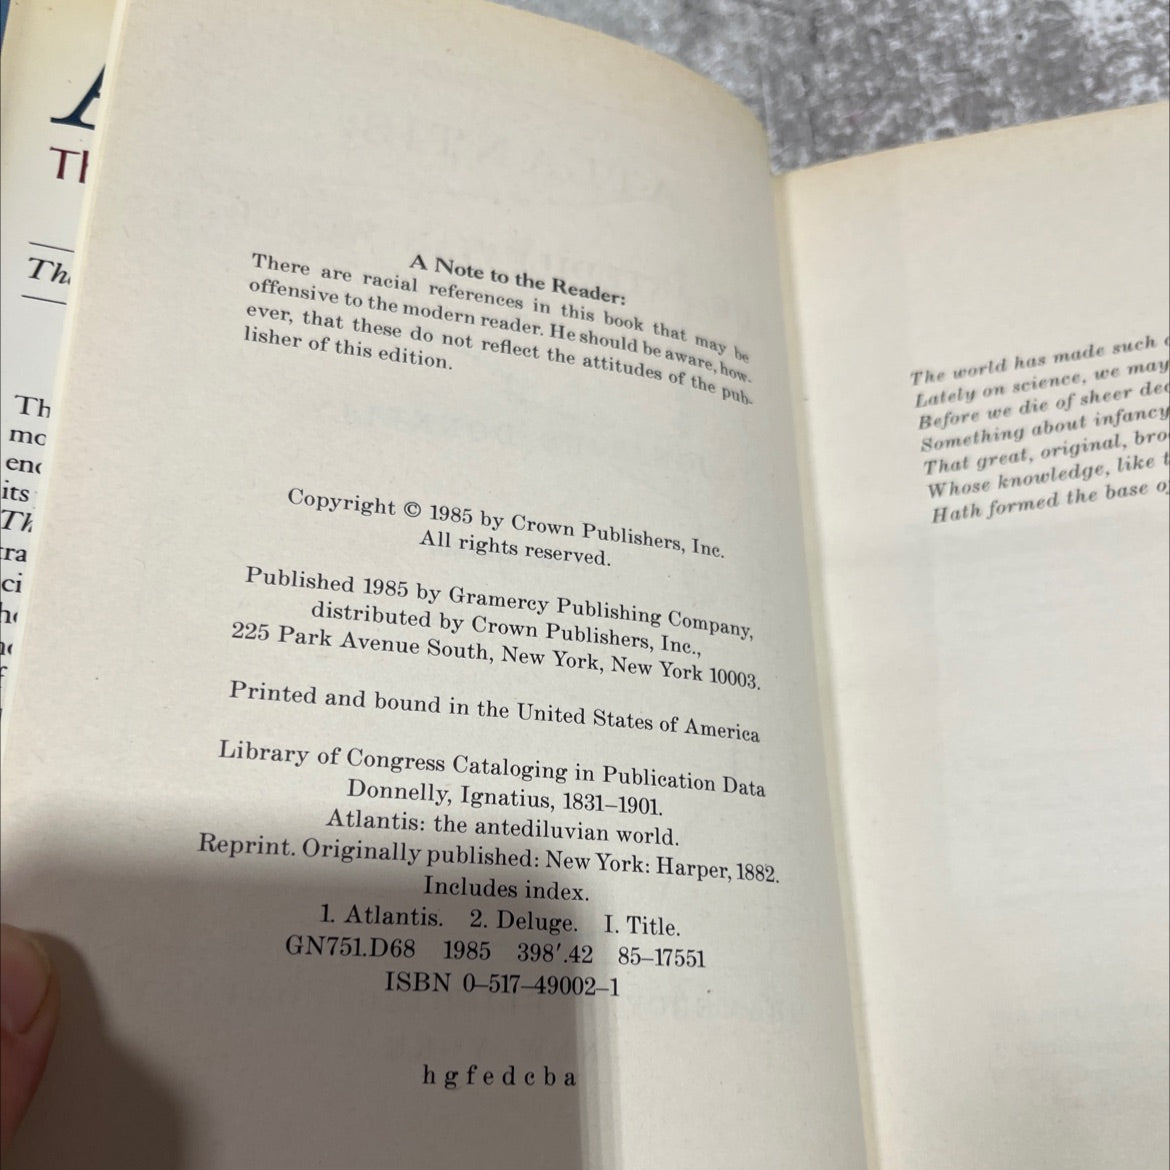 A Note to the Reader:
There are racial references in this book that may be
offensive to the modern reader. He should be aware, how-
ever, that these do not reflect the attitudes of the pub-
lisher of this edition.
Copyright © 1985 by Crown Publishers, Inc.
All rights reserved.
Published 1985 by Gramercy Publishing Company,
distributed by Crown Publishers, Inc.,
225 Park Avenue South, New York, New York 10003.
Printed and bound in the United States of America
Library of Congress Cataloging in Publication Data
Donnelly, Ignatius, 1831–1901.
Atlantis: the antediluvian world.
Reprint. Originally published: New York: Harper, 1882.
Includes index.
1. Atlantis. 2. Deluge. I. Title.
GN751.D68 1985 398′.42 85–17551
ISBN 0–517–49002–1
h g f e d c b a
The world has made such
Lately on science, we may
Before we die of sheer
Something about infancy
That great, original,
Whose knowledge, like
Hath formed the base